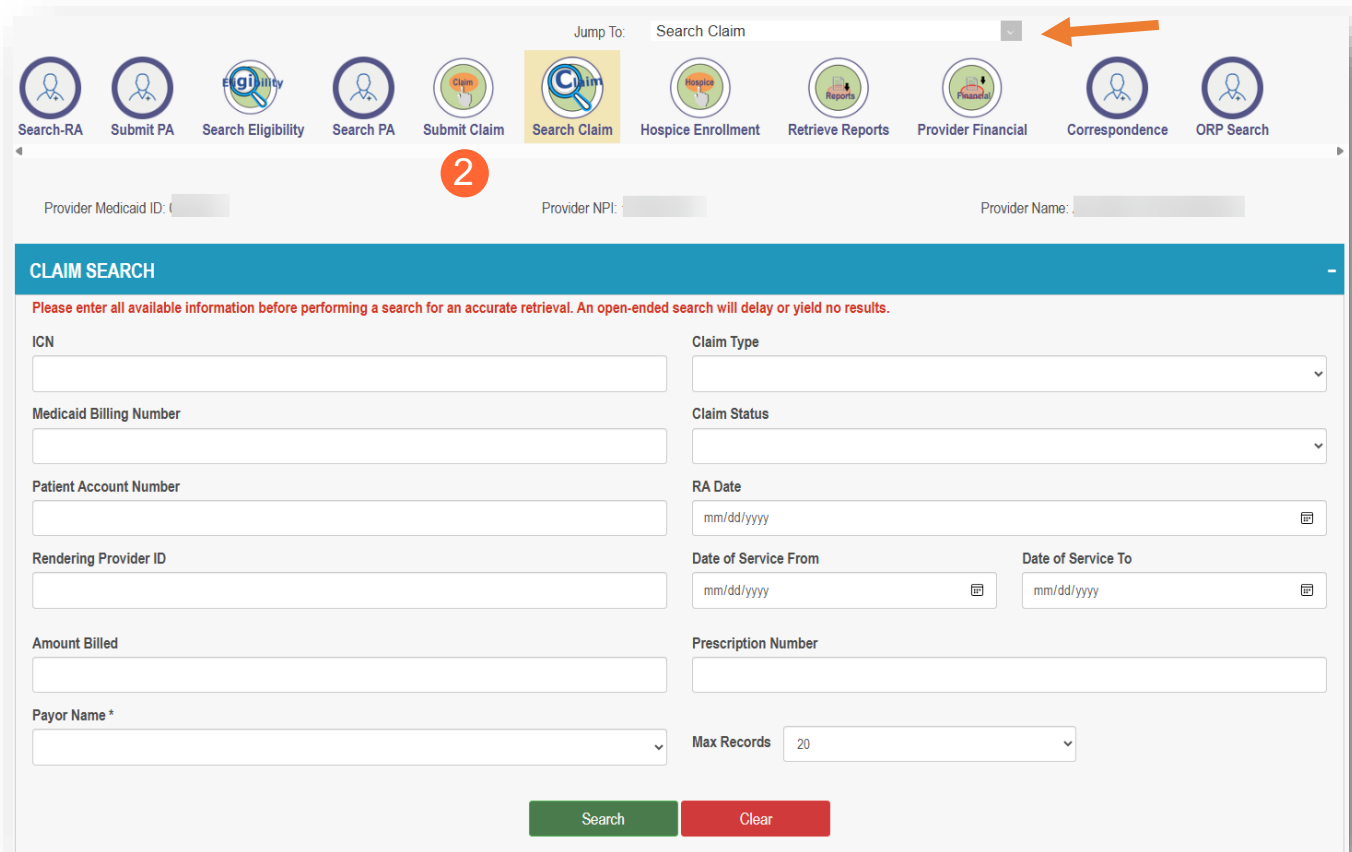 Jump To: Search Claim
Eligibility Claim Claim Hospice Reports Financial
Search-RA Submit PA Search Eligibility Search PA Submit Claim Search Claim Hospice Enrollment Retrieve Reports Provider Financial Correspondence ORP Search
2
Provider Medicaid ID: Provider NPI: Provider Name:
CLAIM SEARCH -
Please enter all available information before performing a search for an accurate retrieval. An open-ended search will delay or yield no results.
ICN Claim Type
Medicaid Billing Number Claim Status
Patient Account Number RA Date
mm/dd/yyyy
Rendering Provider ID Date of Service From Date of Service To
mm/dd/yyyy mm/dd/yyyy
Amount Billed Prescription Number
Payor Name *
Max Records 20
Search Clear